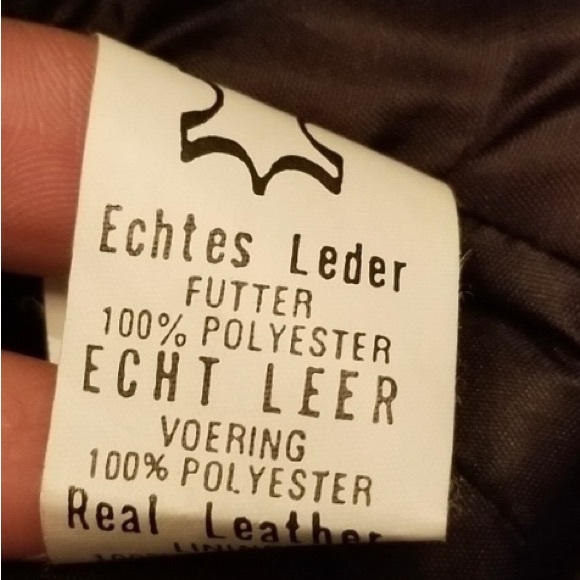 Echtes Leder
FUTTER
100% POLYESTER
ECHT LEER
VOERING
100% POLYESTER
Real Leather